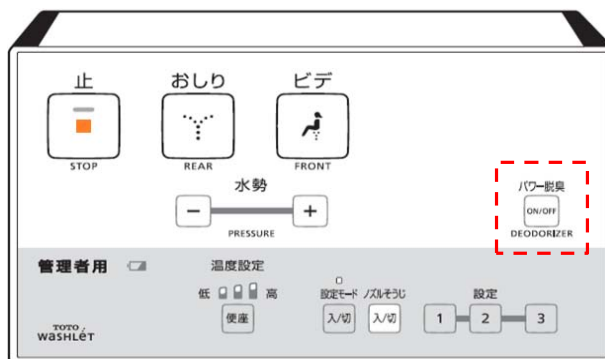 止 おしり ビデ
STOP REAR FRONT
水勢
− +
PRESSURE
パワー脱臭
ON/OFF
DEODORIZER
管理者用 温度設定
低 高 設定モード ノズルそうじ 設定
便座 入/切 入/切 1 2 3
TOTO
WASHLET